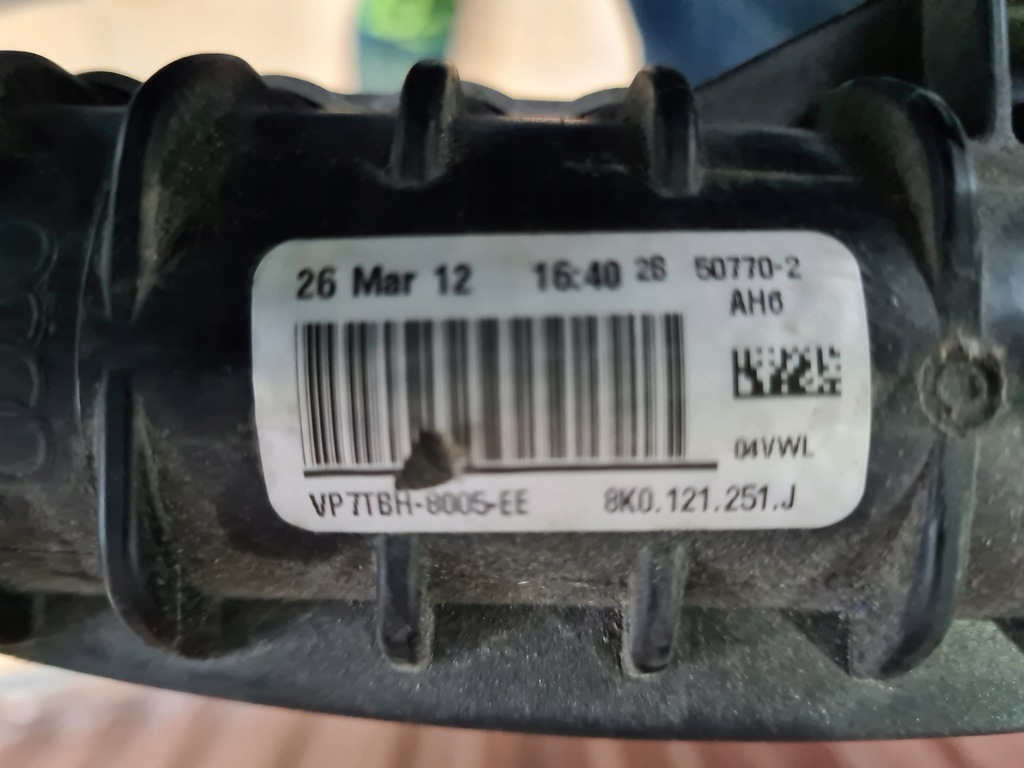 26 Mar 12 16:40 26 50770-2
AH6
04VWL
VP7TBH-8005-EE 8K0.121.251.J